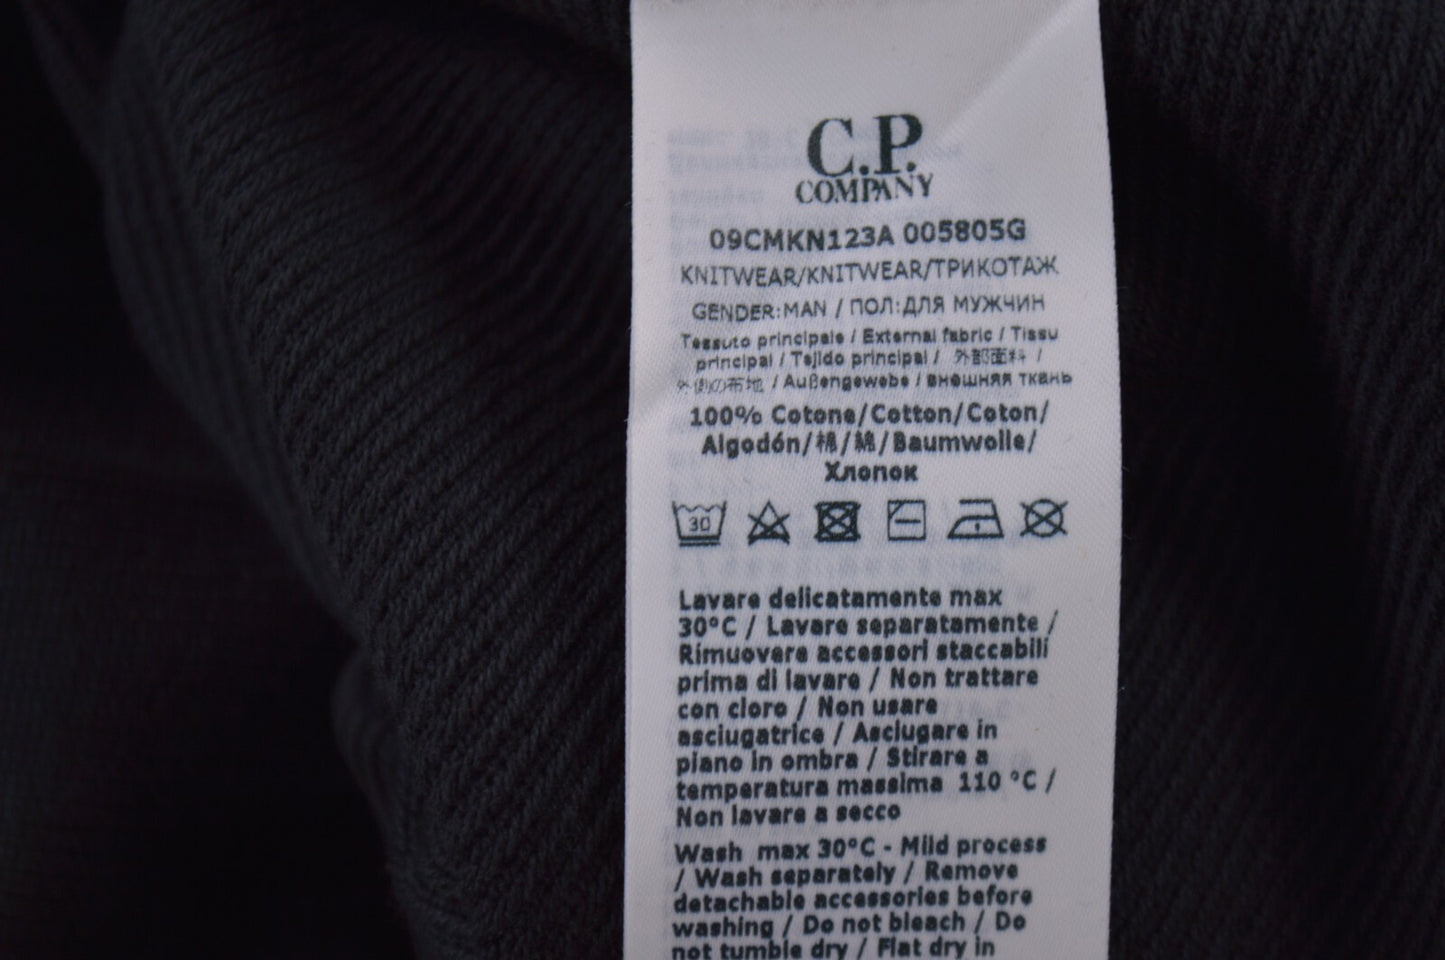 C.P.
COMPANY
09CMKN123A 005805G
KNITWEAR/KNITWEAR/ТРИКОТАЖ
GENDER:MAN / ПОЛ:ДЛЯ МУЖЧИН
Tessuto principale / External fabric / Tissu
principal / Tejido principal / 外部面料 /
外側の布地 / Außengewebe / внешняя ткань
100% Cotone/Cotton/Coton/
Algodón/棉/綿/Baumwolle/
Хлопок
30
Lavare delicatamente max
30°C / Lavare separatamente /
Rimuovere accessori staccabili
prima di lavare / Non trattare
con cloro / Non usare
asciugatrice / Asciugare in
piano in ombra / Stirare a
temperatura massima 110 °C /
Non lavare a secco
Wash max 30°C - Mild process
/ Wash separately / Remove
detachable accessories before
washing / Do not bleach / Do
not tumble dry / Flat dry in